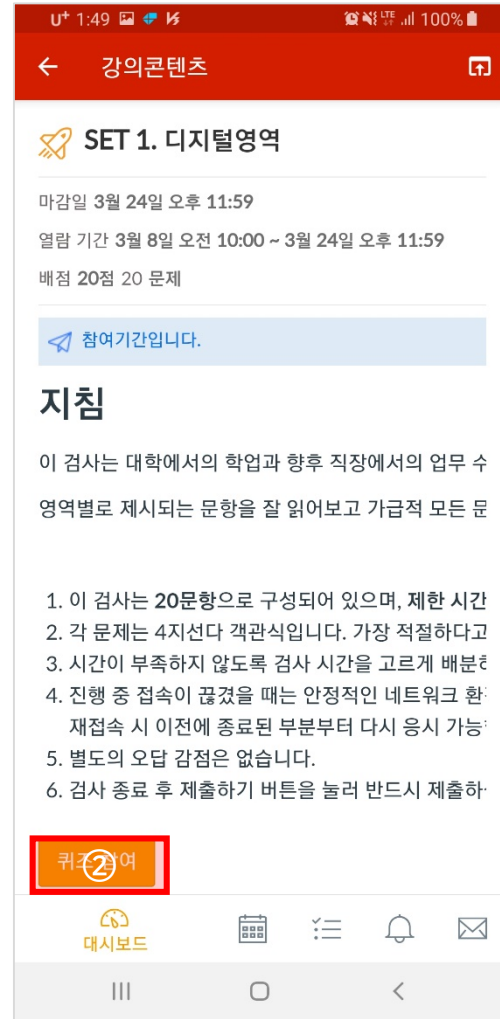 U+ 1:49 LTE 100%
강의콘텐츠
SET 1. 디지털영역
마감일 3월 24일 오후 11:59
열람 기간 3월 8일 오전 10:00 ~ 3월 24일 오후 11:59
배점 20점 20 문제
참여기간입니다.
지침
이 검사는 대학에서의 학업과 향후 직장에서의 업무 수
영역별로 제시되는 문항을 잘 읽어보고 가급적 모든 문
1. 이 검사는 20문항으로 구성되어 있으며, 제한 시간
2. 각 문제는 4지선다 객관식입니다. 가장 적절하다고
3. 시간이 부족하지 않도록 검사 시간을 고르게 배분
4. 진행 중 접속이 끊겼을 때는 안정적인 네트워크 환
재접속 시 이전에 종료된 부분부터 다시 응시 가능
5. 별도의 오답 감점은 없습니다.
6. 검사 종료 후 제출하기 버튼을 눌러 반드시 제출하
퀴즈 참여
②
대시보드